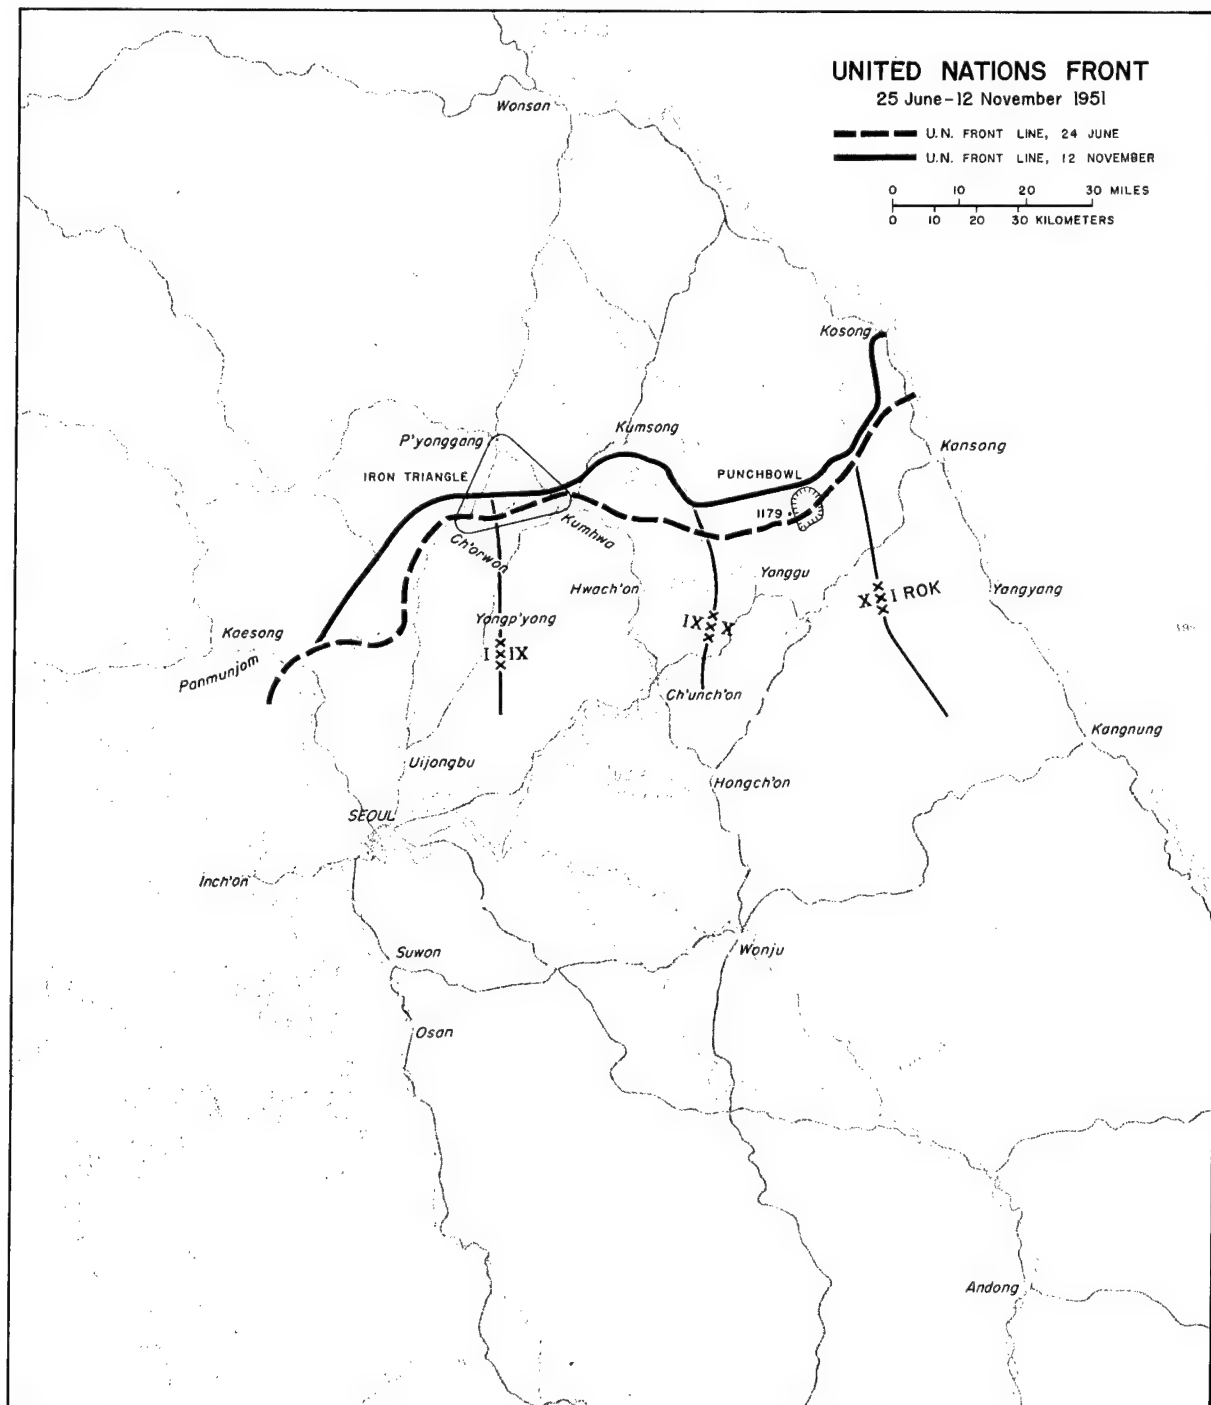 UNITED NATIONS FRONT
25 June–12 November 1951
U.N. FRONT LINE, 24 JUNE
U.N. FRONT LINE, 12 NOVEMBER
0 10 20 30 MILES
0 10 20 30 KILOMETERS
Wonsan
Kosong
Kumsong
P'yonggang
Kansong
IRON TRIANGLE
PUNCHBOWL
1179
Kumhwa
Ch'orwon
Hwach'on
Yanggu
Yangyang
X I ROK
Yongp'yong
IX X
Kaesong
I IX
Panmunjom
Ch'unch'on
Kangnung
Uijongbu
Hongch'on
SEOUL
Inch'on
Suwon
Wonju
Osan
Andong